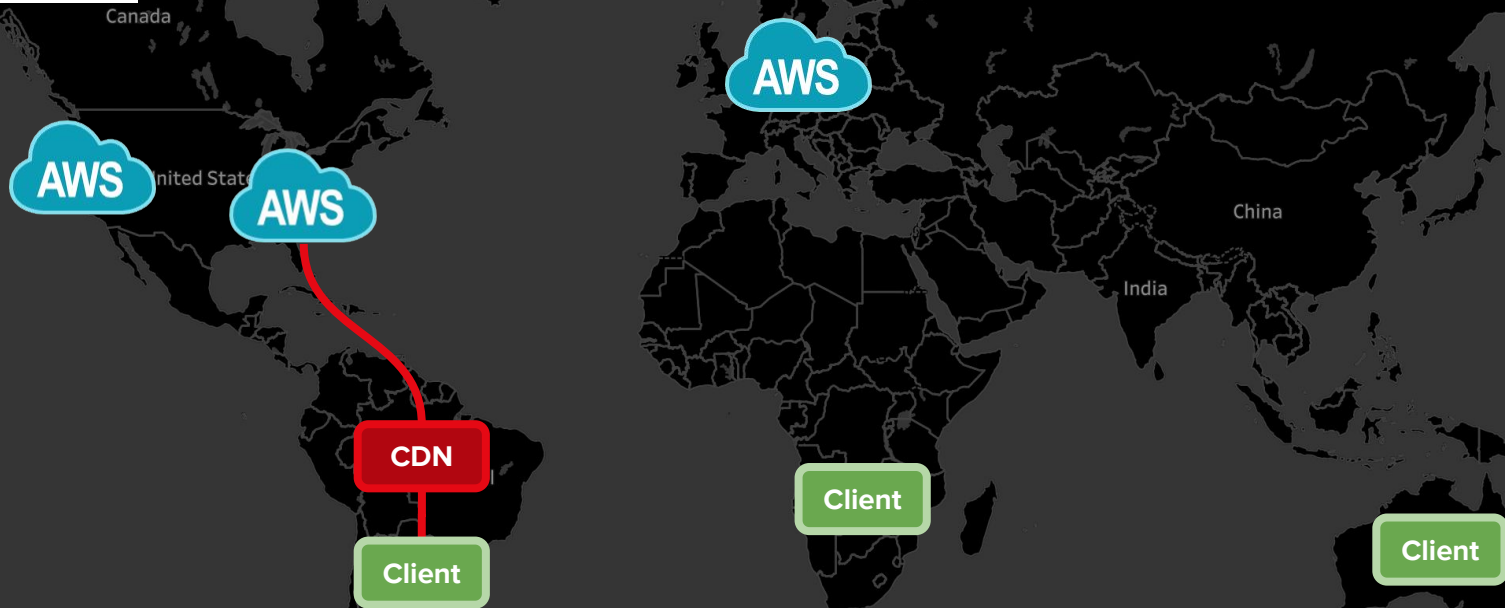 Canada
AWS
AWS
nited State
AWS
China
India
CDN
l
Client
Client
Client